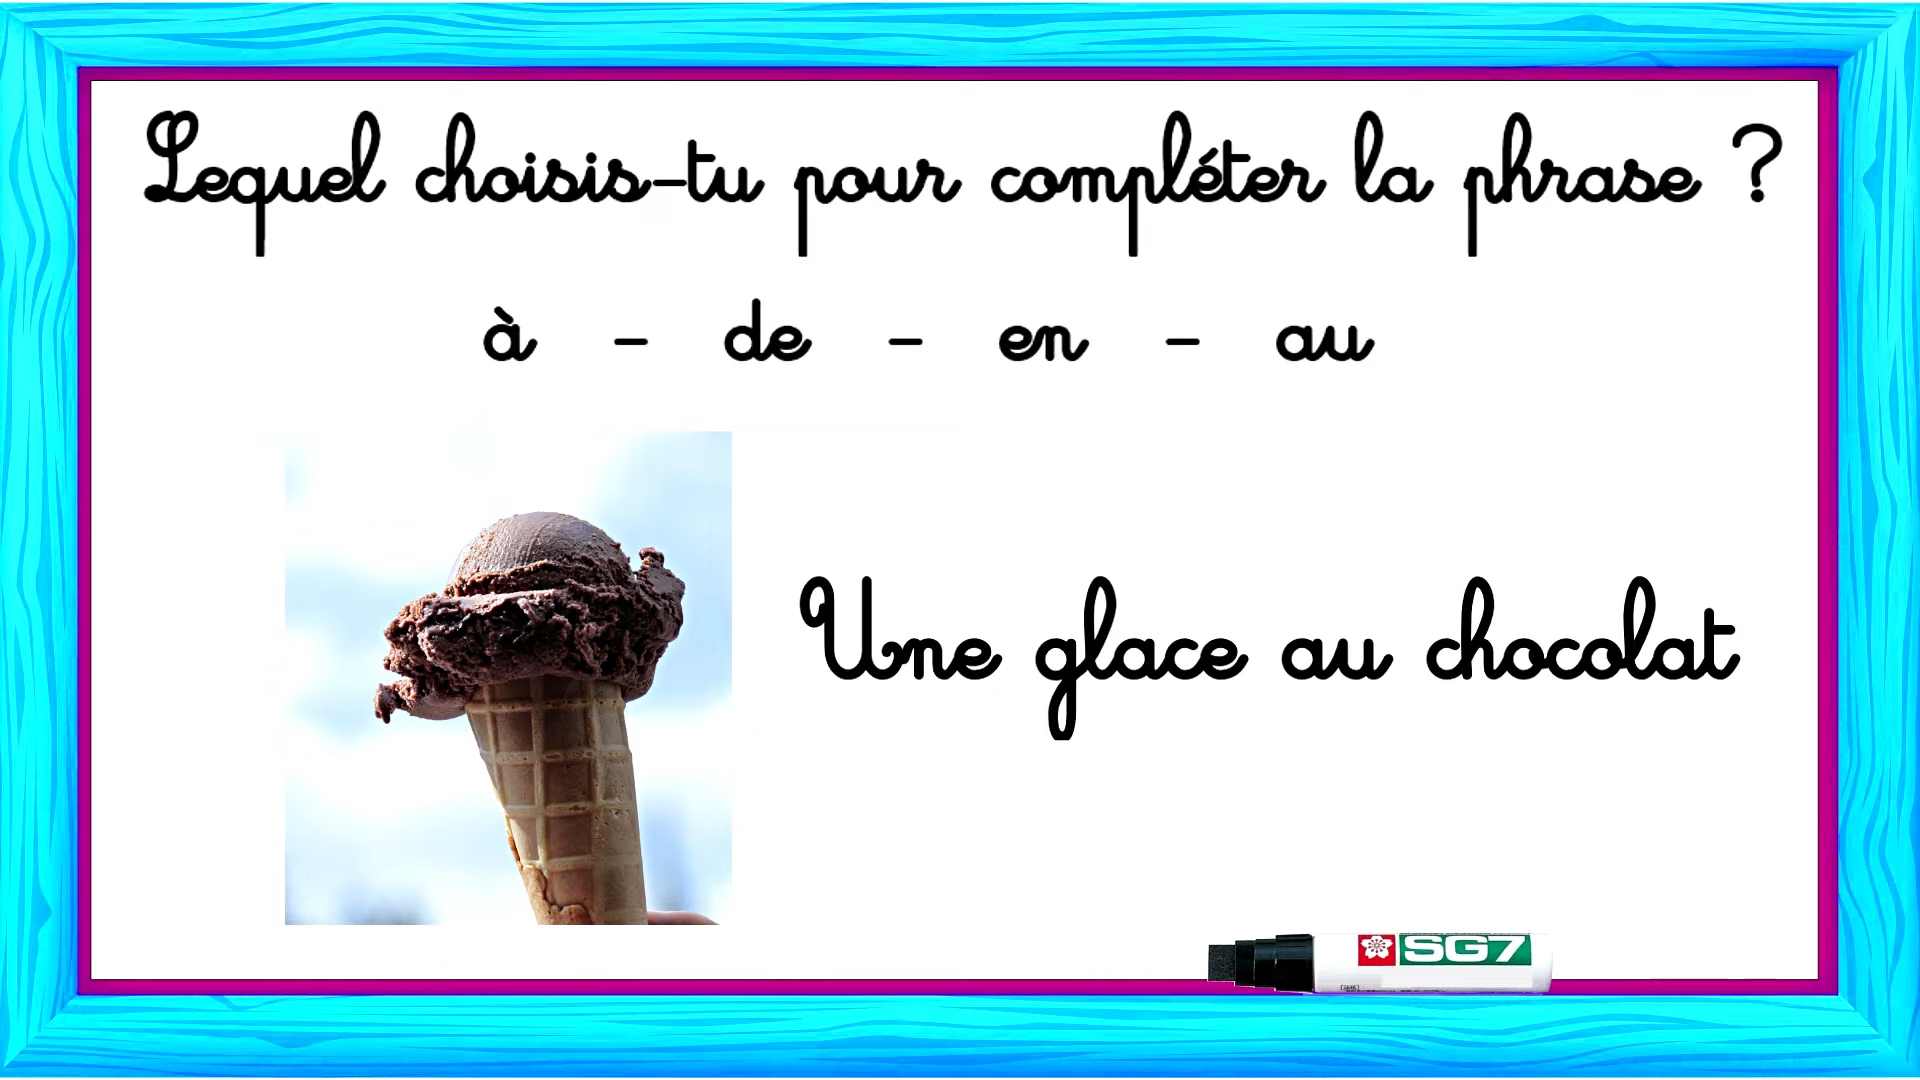 Lequel choisis-tu pour compléter la phrase ?
à - de - en - au
Une glace au chocolat
SG7